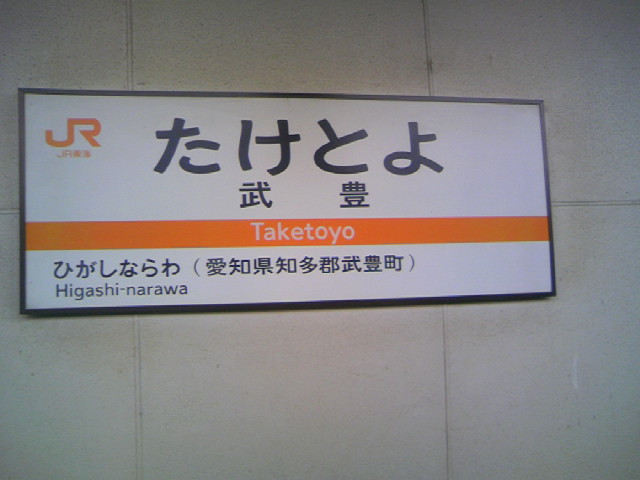 JR
JR東海
たけとよ
武豊
Taketoyo
ひがしならわ (愛知県知多郡武豊町)
Higashi-narawa